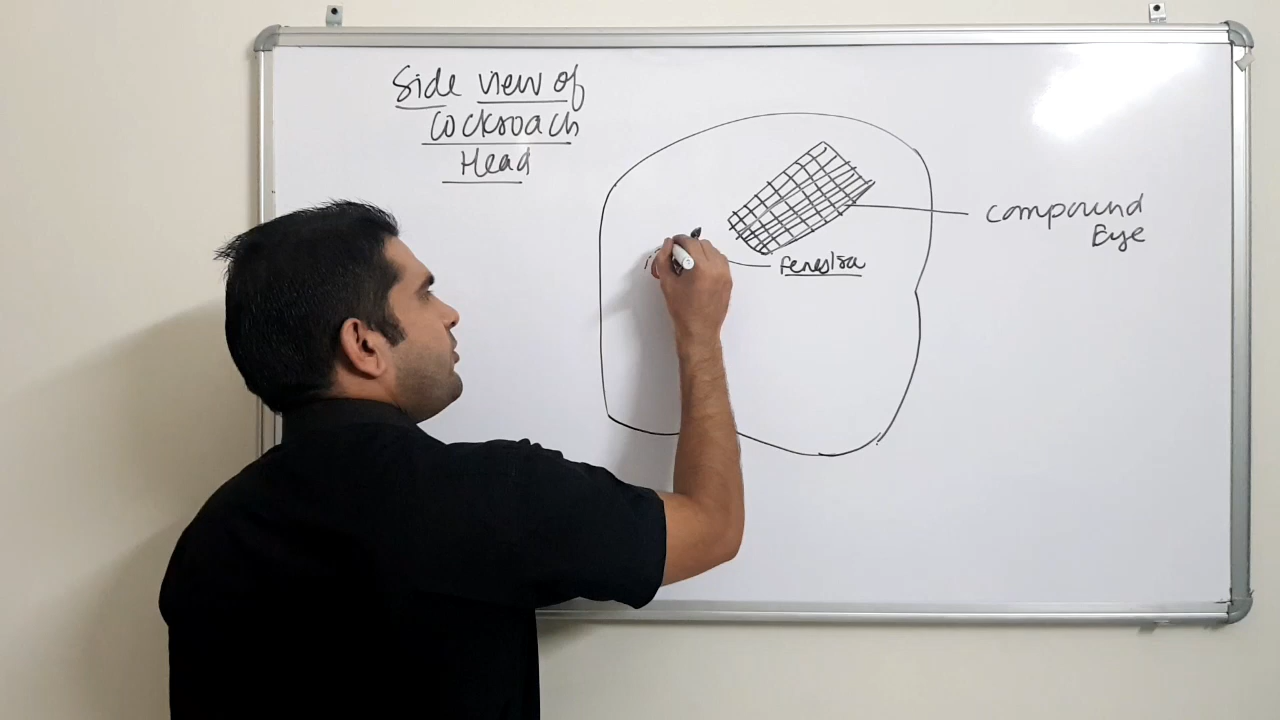 Side view of
Cockroach
Head
Compound
Eye
Fenestra